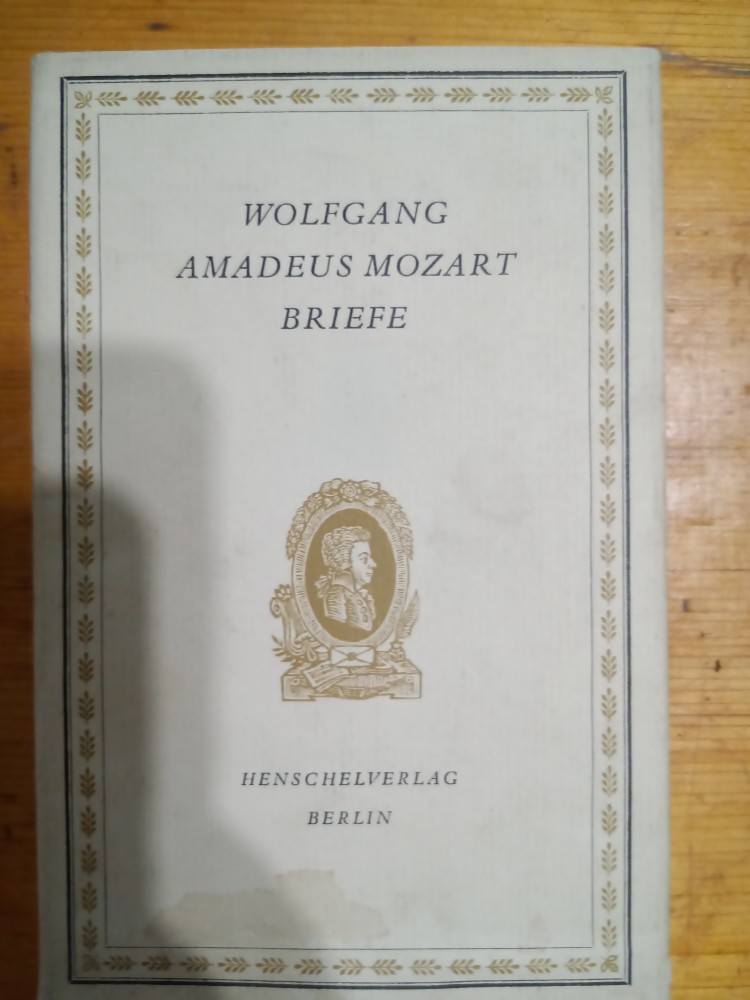 WOLFGANG
AMADEUS MOZART
BRIEFE
HENSCHELVERLAG
BERLIN